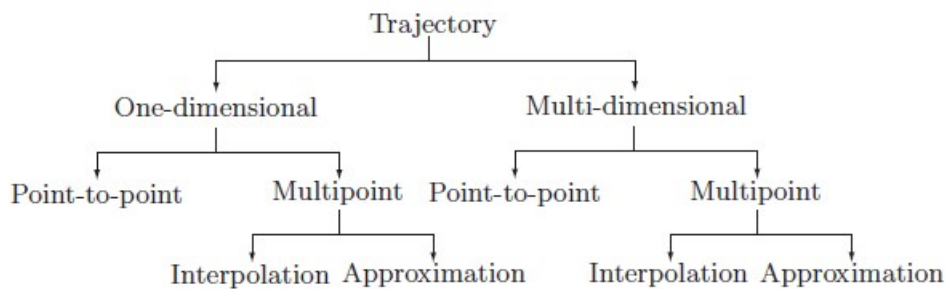 Trajectory
One-dimensional Multi-dimensional
Point-to-point Multipoint Point-to-point Multipoint
Interpolation Approximation Interpolation Approximation